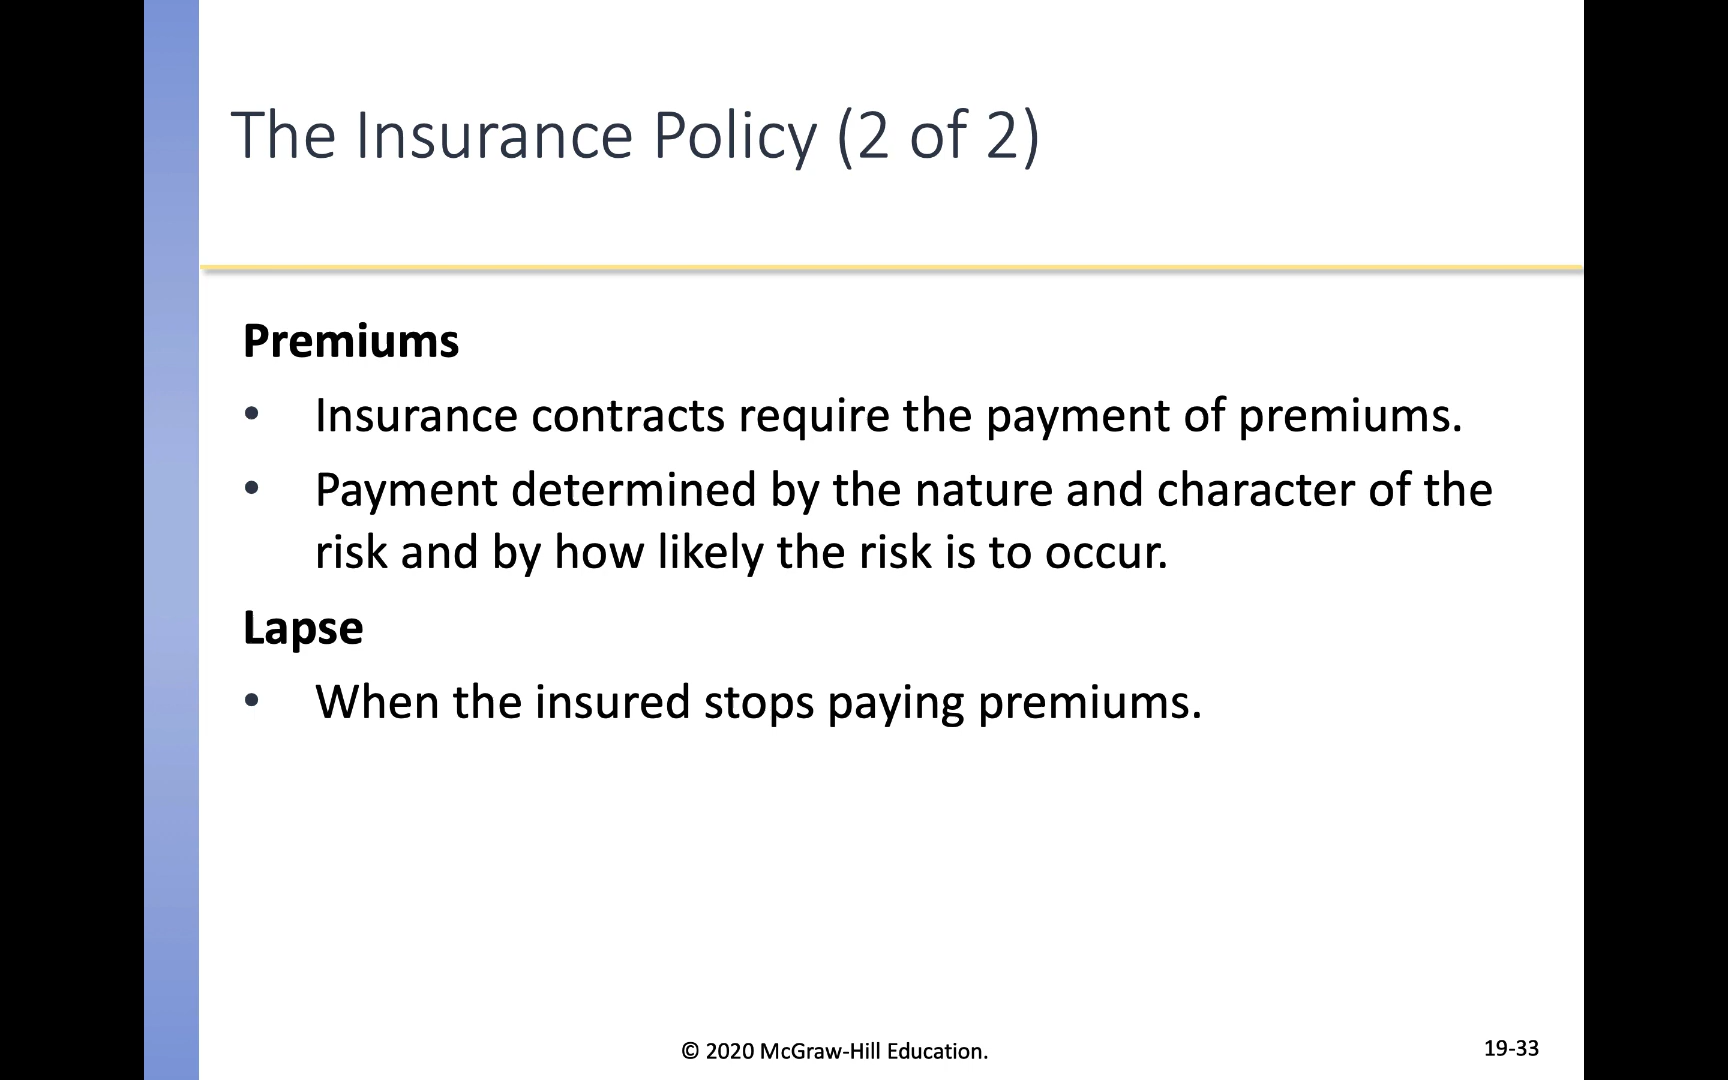 The Insurance Policy (2 of 2)
Premiums
• Insurance contracts require the payment of premiums.
• Payment determined by the nature and character of the
risk and by how likely the risk is to occur.
Lapse
• When the insured stops paying premiums.
© 2020 McGraw-Hill Education.
19-33